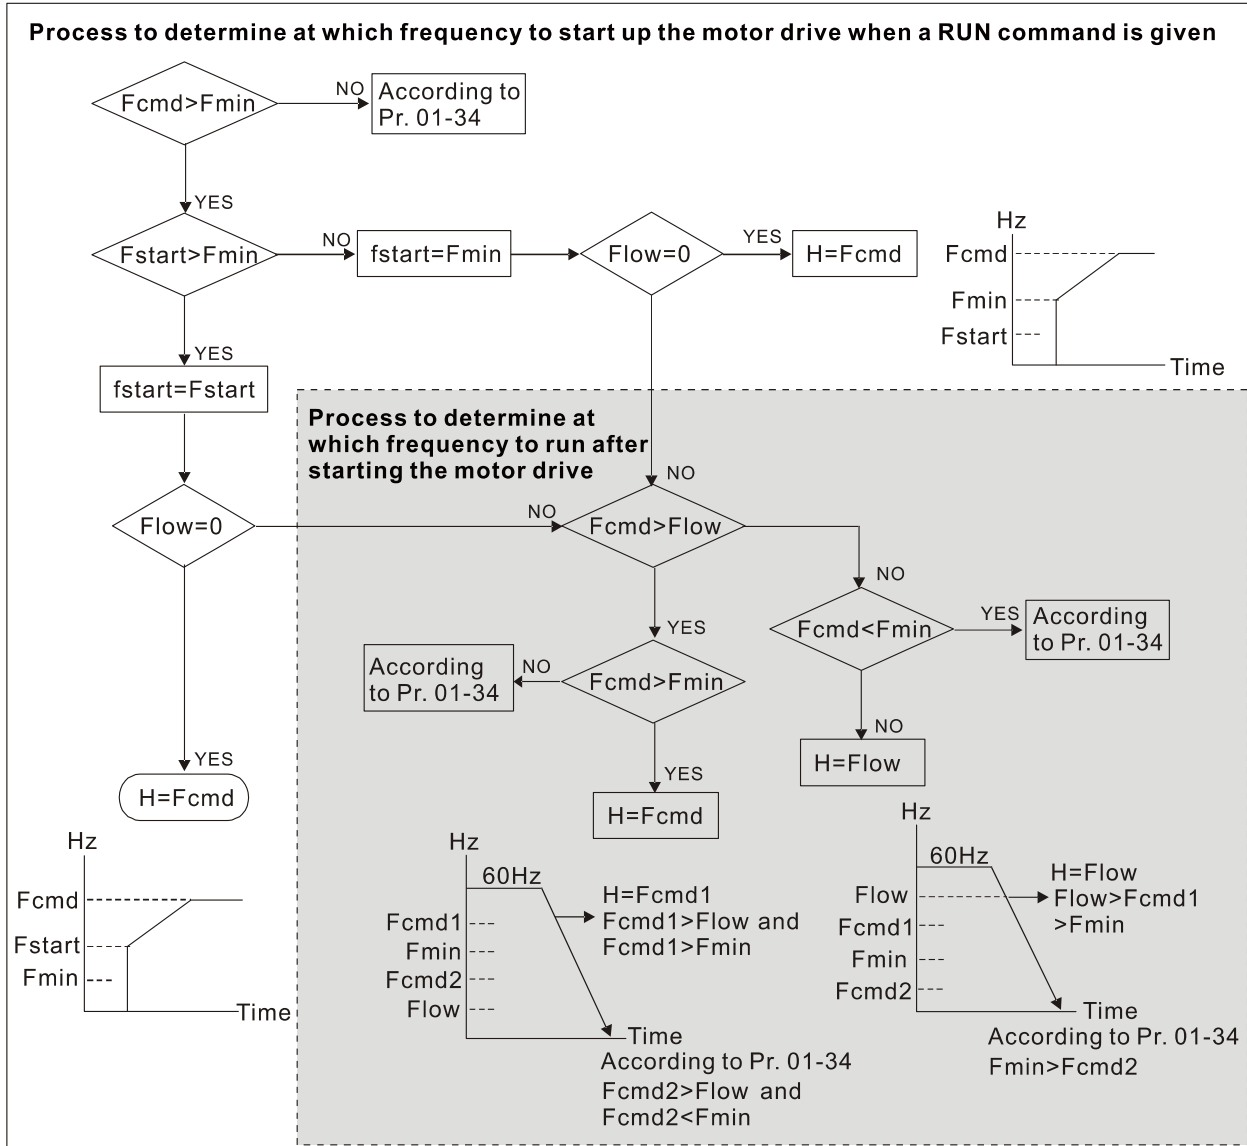 Process to determine at which frequency to start up the motor drive when a RUN command is given
Fcmd>Fmin
NO
According to
Pr. 01-34
YES
Fstart>Fmin
NO
fstart=Fmin
Flow=0
YES
H=Fcmd
Hz
Fcmd
Fmin
Fstart
Time
YES
fstart=Fstart
Process to determine at
which frequency to run after
starting the motor drive
NO
Flow=0
NO
Fcmd>Flow
NO
Fcmd<Fmin
YES
According
to Pr. 01-34
YES
According
to Pr. 01-34
NO
Fcmd>Fmin
NO
H=Flow
YES
H=Fcmd
YES
H=Fcmd
Hz
Fcmd
Fstart
Fmin
Time
Hz
60Hz
Fcmd1
Fmin
Fcmd2
Flow
H=Fcmd1
Fcmd1>Flow and
Fcmd1>Fmin
Time
According to Pr. 01-34
Fcmd2>Flow and
Fcmd2<Fmin
Hz
60Hz
Flow
Fcmd1
Fmin
Fcmd2
H=Flow
Flow>Fcmd1
>Fmin
Time
According to Pr. 01-34
Fmin>Fcmd2